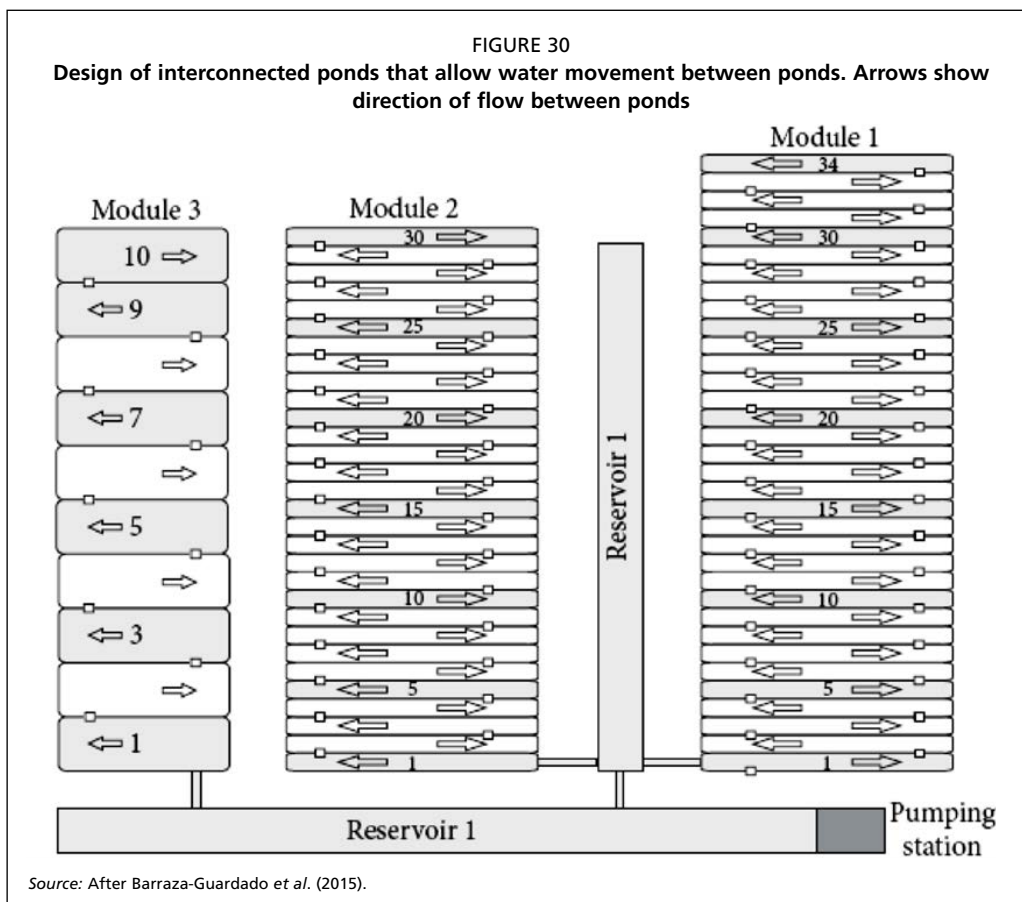 FIGURE 30
Design of interconnected ponds that allow water movement between ponds. Arrows show
direction of flow between ponds
Module 1
34
30
25
20
15
10
5
1
Module 2
30
25
20
15
10
5
1
Module 3
10
9
7
5
3
1
Reservoir 1
Reservoir 1
Pumping
station
Source: After Barraza-Guardado et al. (2015).